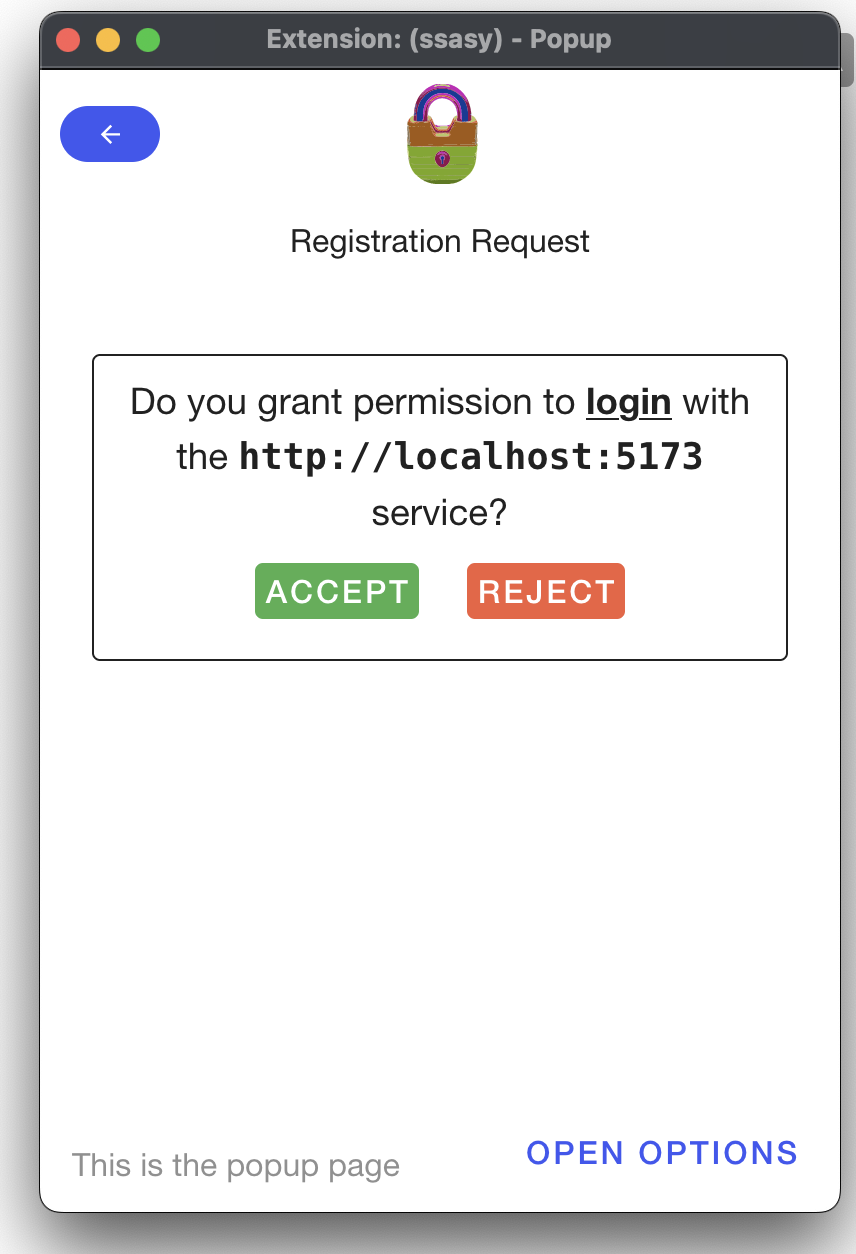 Extension: (ssasy) - Popup
Registration Request
Do you grant permission to login with
the http://localhost:5173
service?
ACCEPT REJECT
This is the popup page
OPEN OPTIONS